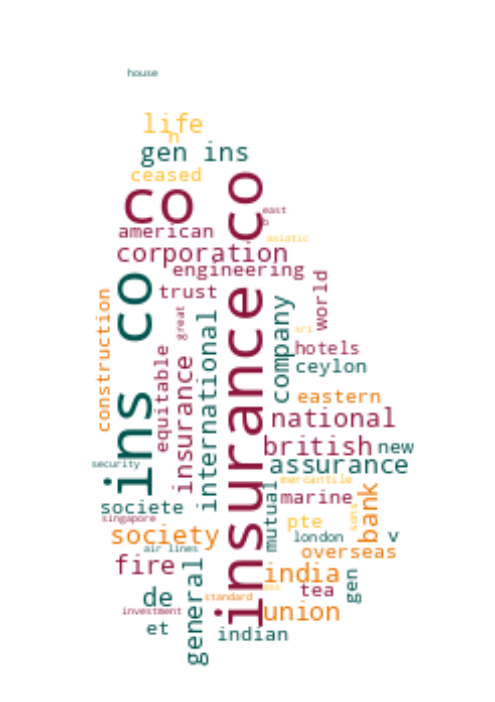 house
life
h
gen ins
ceased
co
insurance co
american
east
b
asiatic
corporation
engineering
ins co
trust
world
construction
great
international
company
sri
hotels
equitable
insurance
ceylon
eastern
national
british
new
security
assurance
mercantile
societe
marine
mutual
singapore
pte
sons
bank
society
london
v
air lines
overseas
fire
general
india
gen
de
standard
tea
investment
union
et
indian